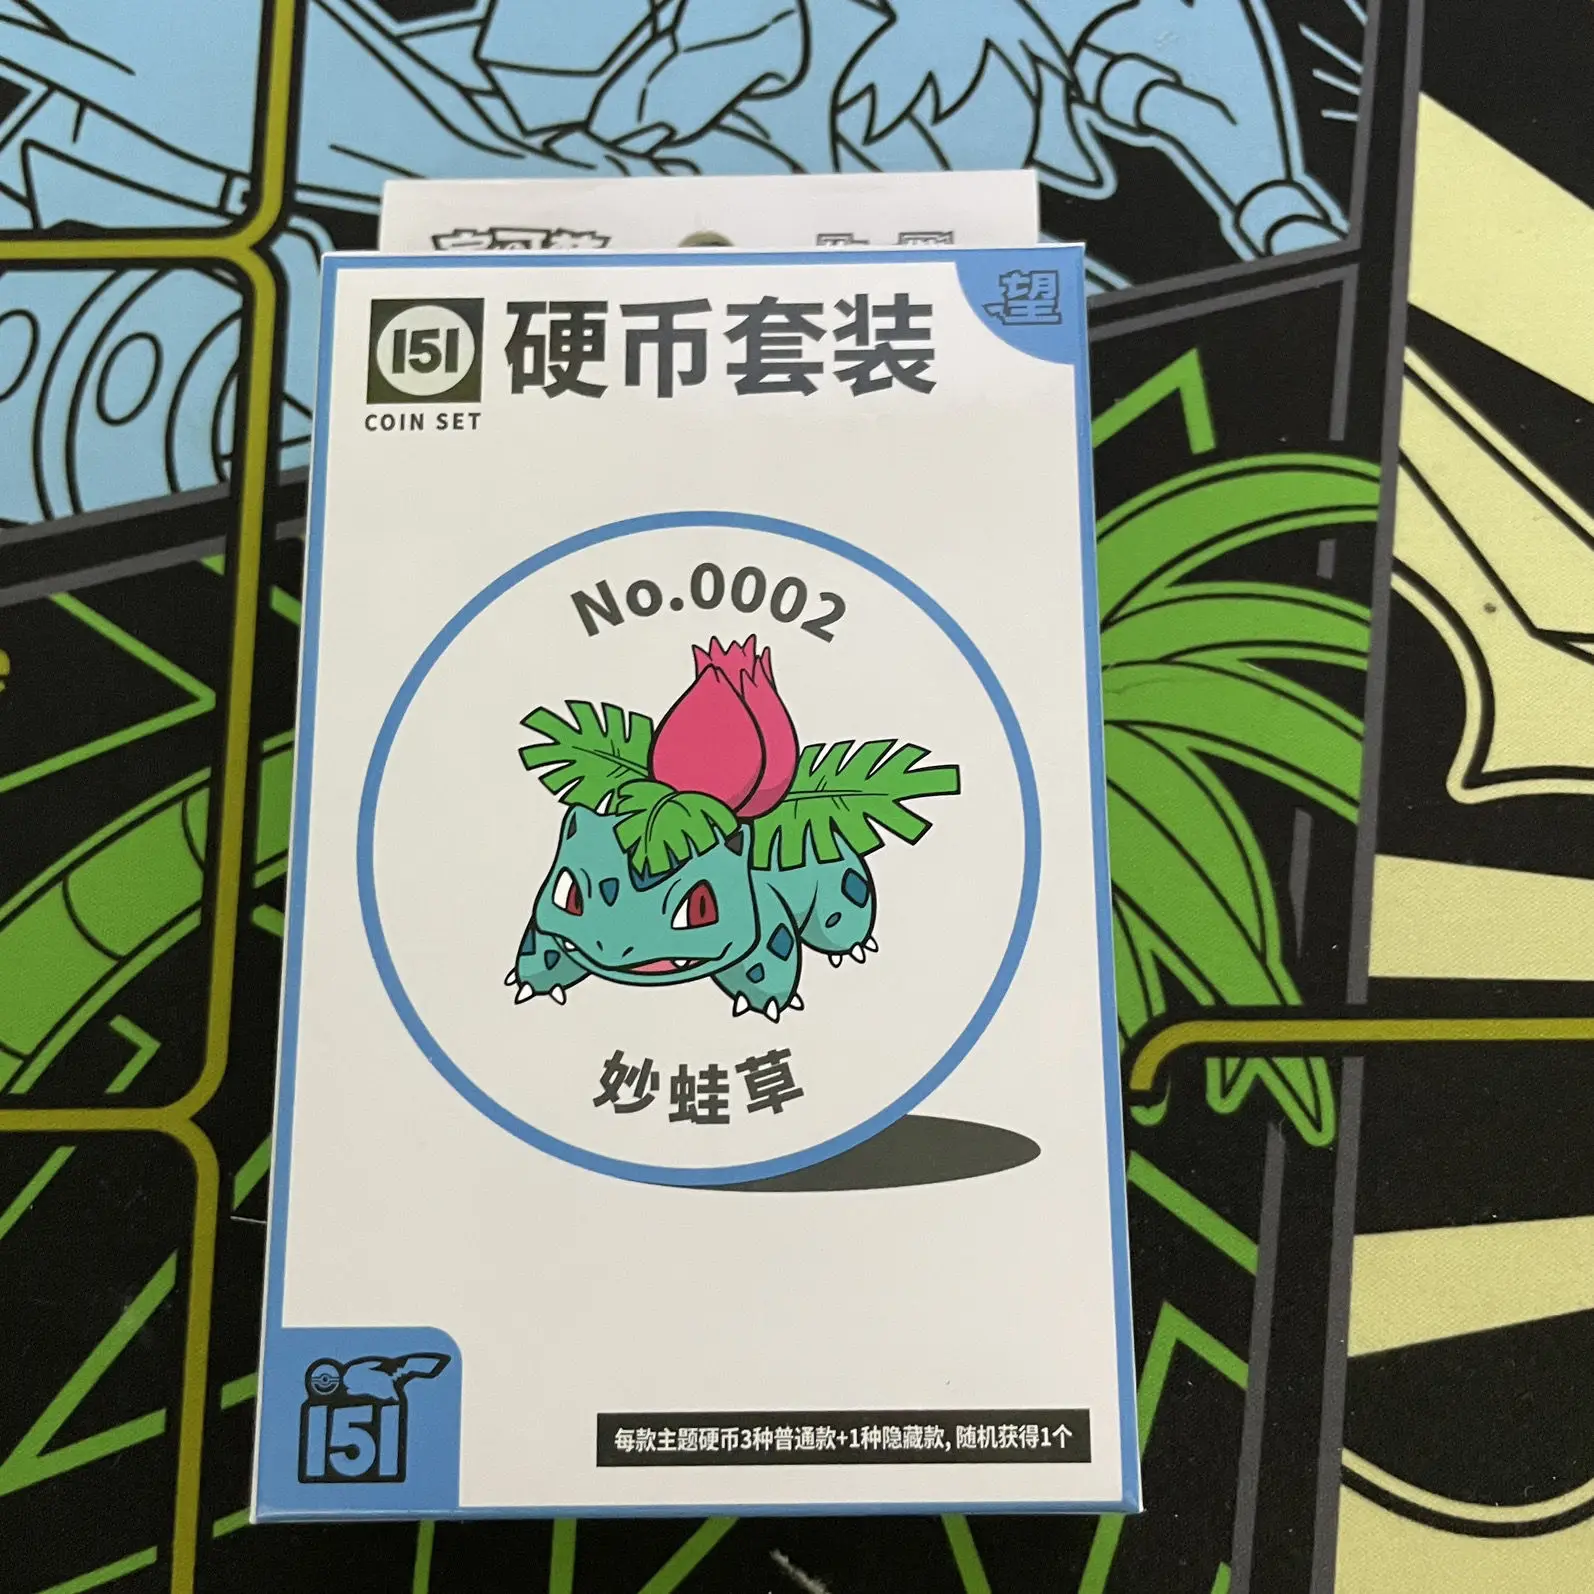 151
硬币套装
望
COIN SET
No.0002
妙蛙草
151
每款主题硬币3种普通款+1种隐藏款,随机获得1个